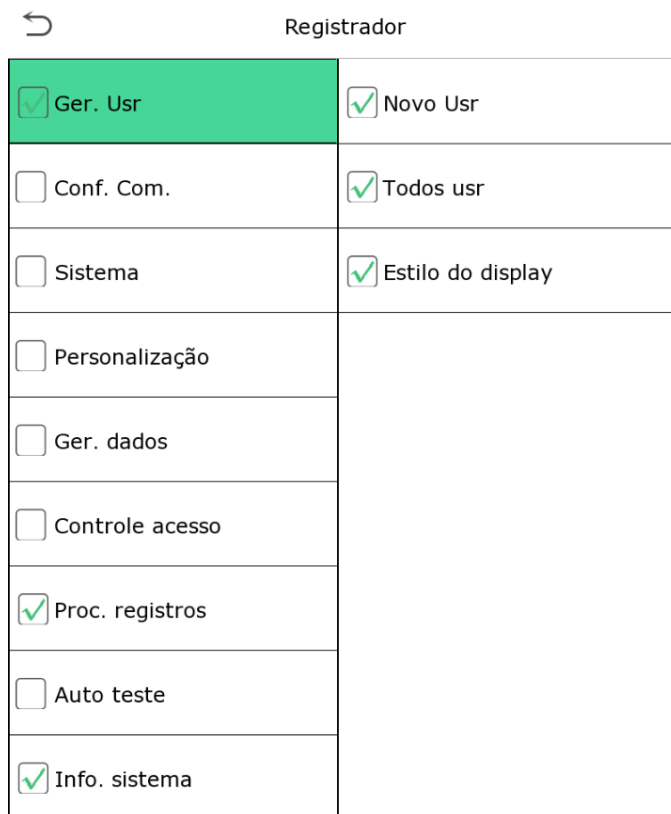 Registrador
Ger. Usr
Conf. Com.
Sistema
Personalização
Ger. dados
Controle acesso
Proc. registros
Auto teste
Info. sistema
Novo Usr
Todos usr
Estilo do display